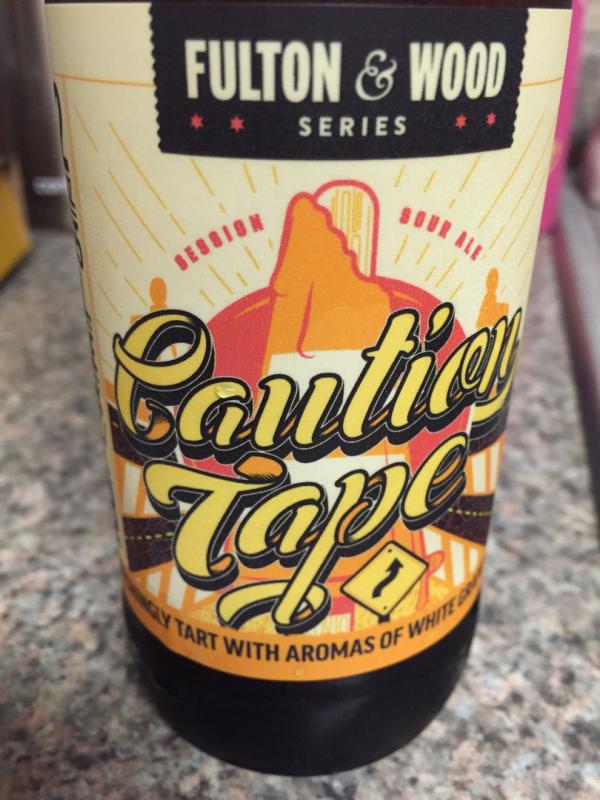 FULTON & WOOD
SERIES
SESSION SOUR ALE
Caution
Tape
TART WITH AROMAS OF WHITE